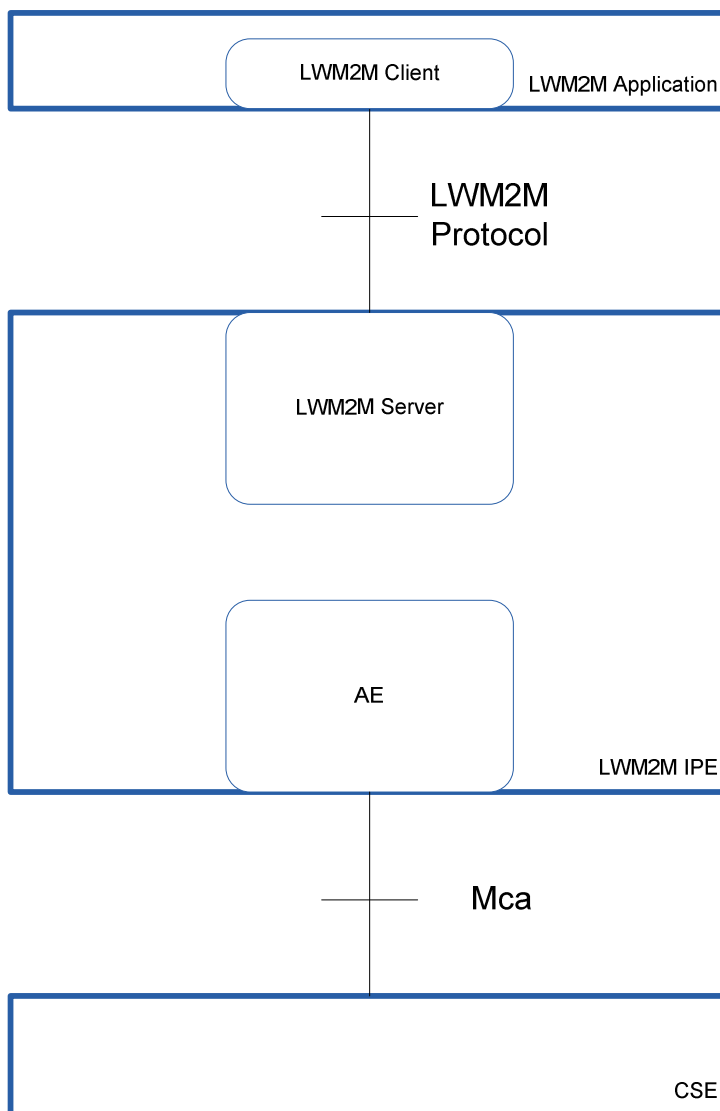 LWM2M Client
LWM2M Application
LWM2M
Protocol
LWM2M Server
AE
LWM2M IPE
Mca
CSE